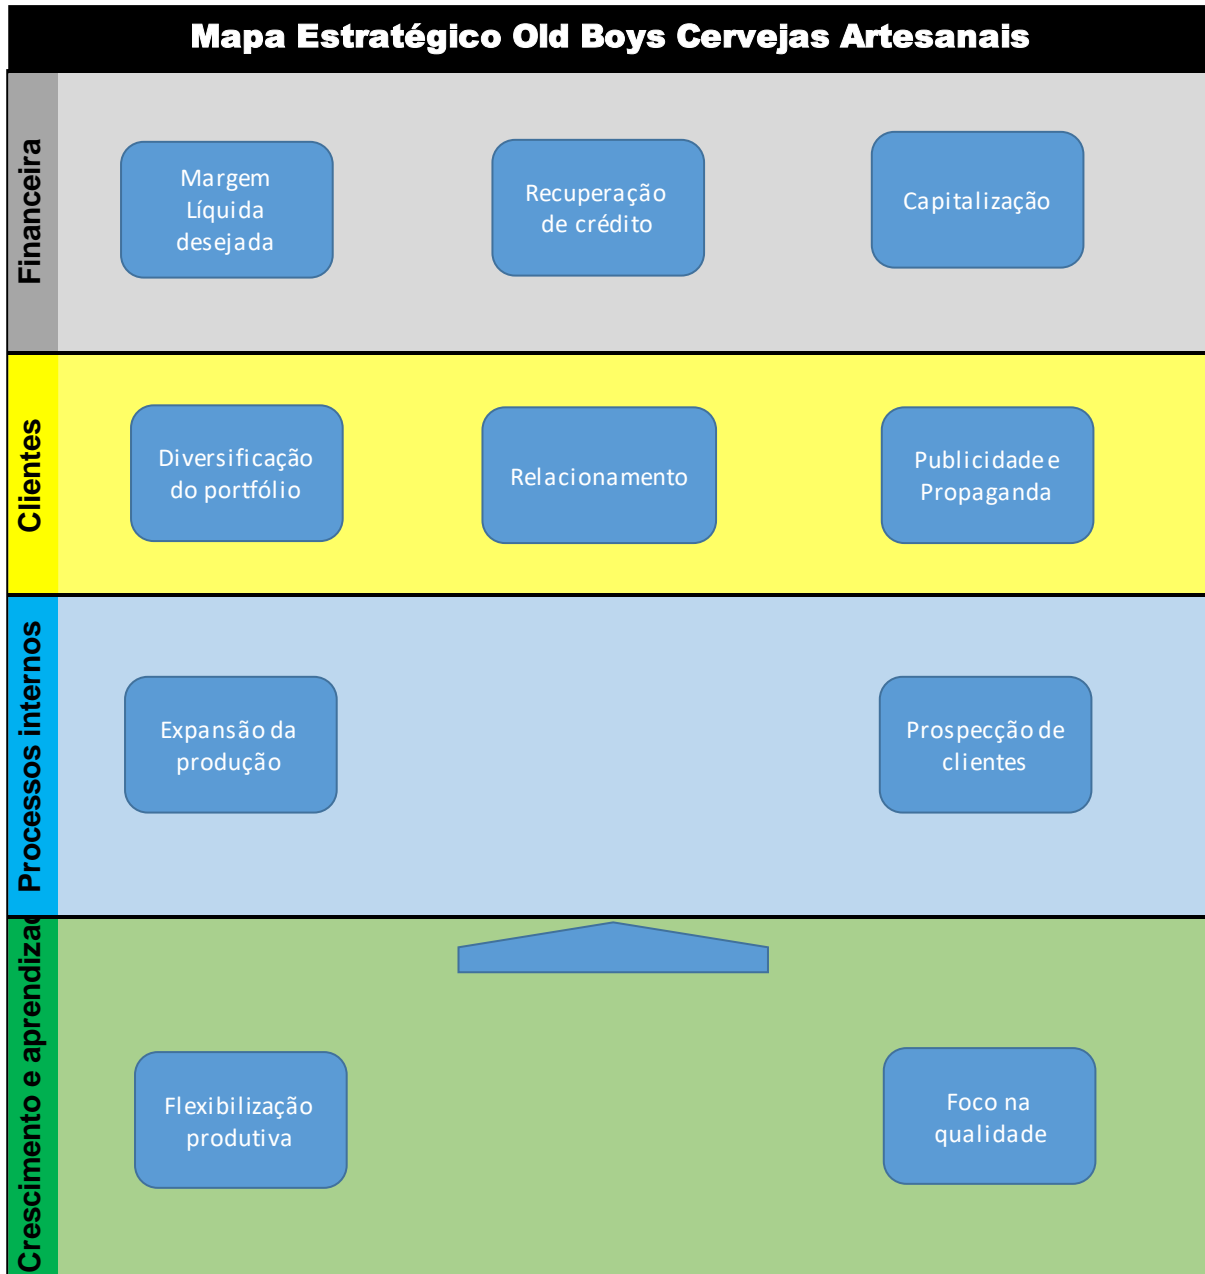 Mapa Estratégico Old Boys Cervejas Artesanais
Financeira
Margem
Líquida
desejada
Recuperação
de crédito
Capitalização
Clientes
Diversificação
do portfólio
Relacionamento
Publicidade e
Propaganda
Processos internos
Expansão da
produção
Prospecção de
clientes
Crescimento e aprendizac
Flexibilização
produtiva
Foco na
qualidade